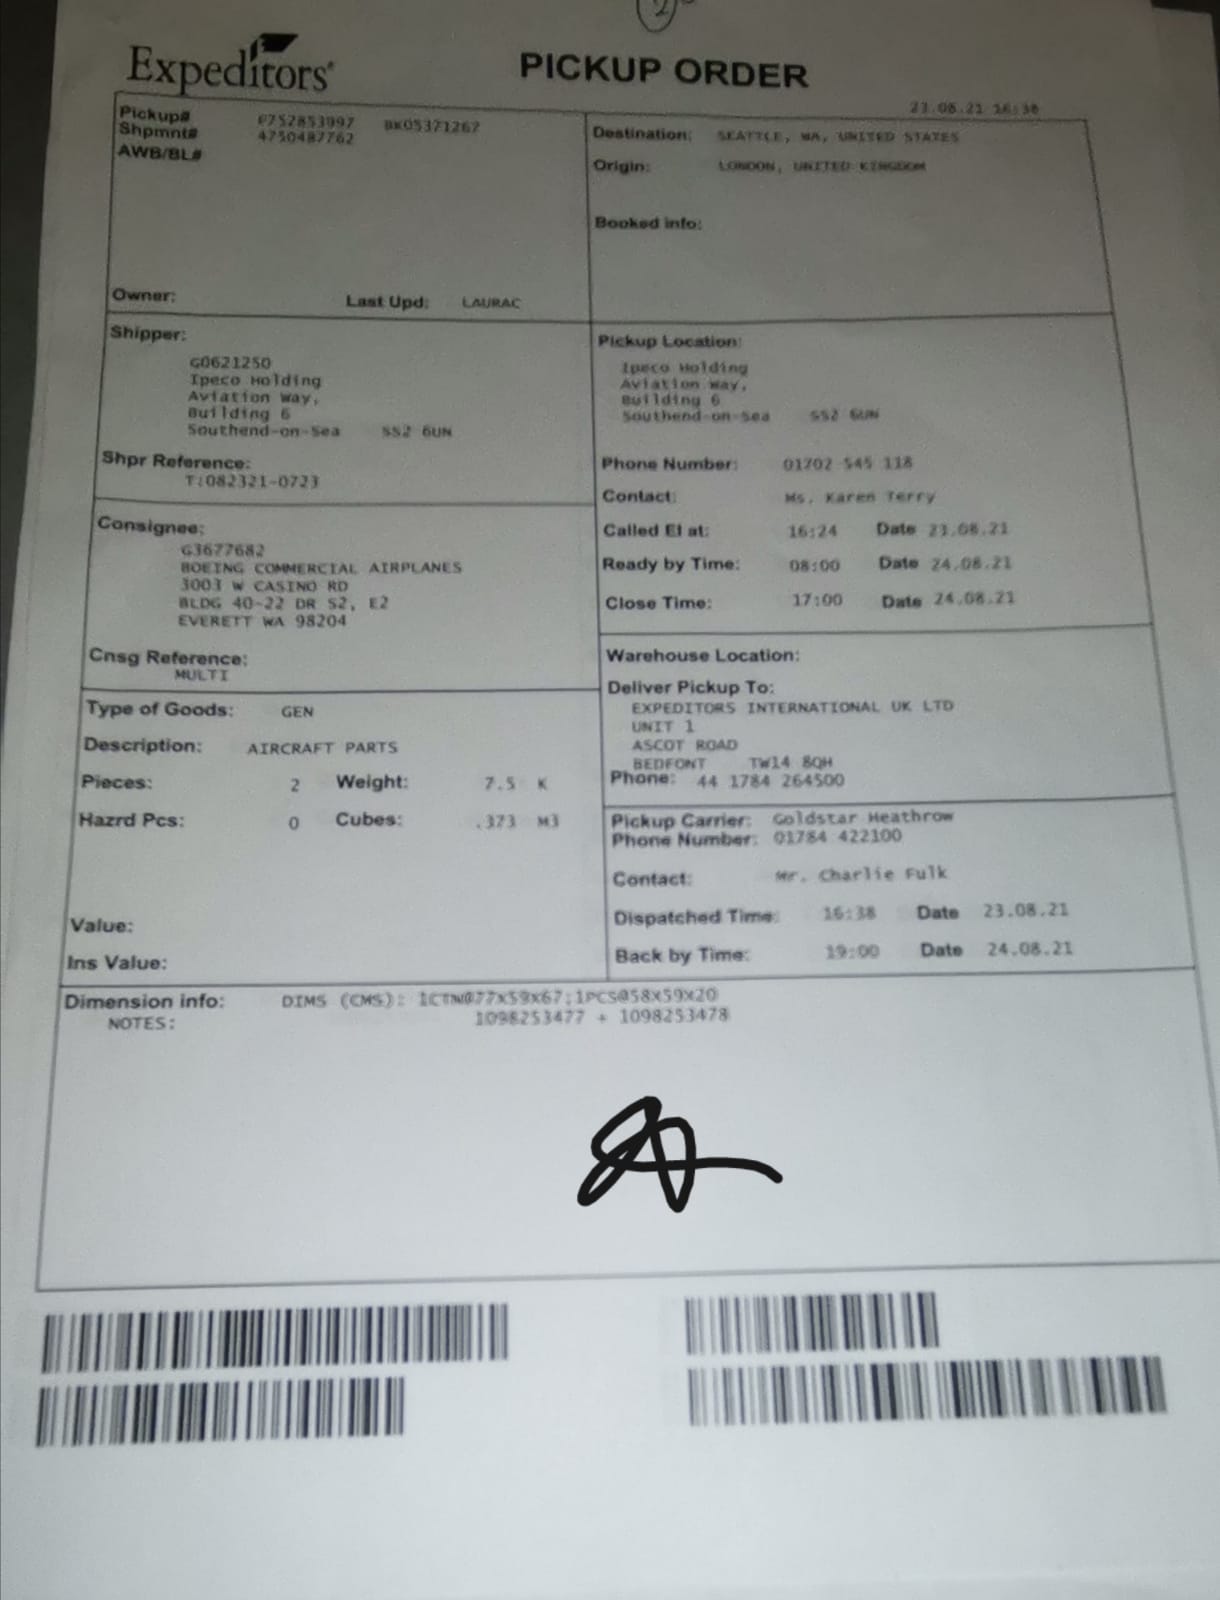 2
Expeditors®
PICKUP ORDER
23.08.21 16:38
Pickup# P752853997 BK05371267
Shpmnt# 4750487762
AWB/BL#
Owner: Last Upd: LAURAC
Destination: SEATTLE, WA, UNITED STATES
Origin: LONDON, UNITED KINGDOM
Booked info:
Shipper:
G0621250
Ipeco Holding
Aviation Way,
Building 6
Southend-on-Sea SS2 6UN
Shpr Reference:
T:082321-0723
Pickup Location:
Ipeco Holding
Aviation Way,
Building 6
Southend-on-Sea SS2 6UN
Phone Number: 01702 545 118
Contact: Ms. Karen Terry
Called EI at: 16:24 Date 23.08.21
Ready by Time: 08:00 Date 24.08.21
Close Time: 17:00 Date 24.08.21
Consignee:
G3677682
BOEING COMMERCIAL AIRPLANES
3003 W CASINO RD
BLDG 40-22 DR S2, E2
EVERETT WA 98204
Cnsg Reference:
MULTI
Warehouse Location:
Deliver Pickup To:
EXPEDITORS INTERNATIONAL UK LTD
UNIT 1
ASCOT ROAD
BEDFONT TW14 8QH
Phone: 44 1784 264500
Type of Goods: GEN
Description: AIRCRAFT PARTS
Pieces: 2 Weight: 7.5 K
Hazrd Pcs: 0 Cubes: .373 M3
Value:
Ins Value:
Pickup Carrier: Goldstar Heathrow
Phone Number: 01784 422100
Contact: Mr. Charlie Fulk
Dispatched Time: 16:38 Date 23.08.21
Back by Time: 19:00 Date 24.08.21
Dimension info: DIMS (CMS): 1CTN@77x59x67;1PCS@58x59x20
NOTES: 1098253477 + 1098253478